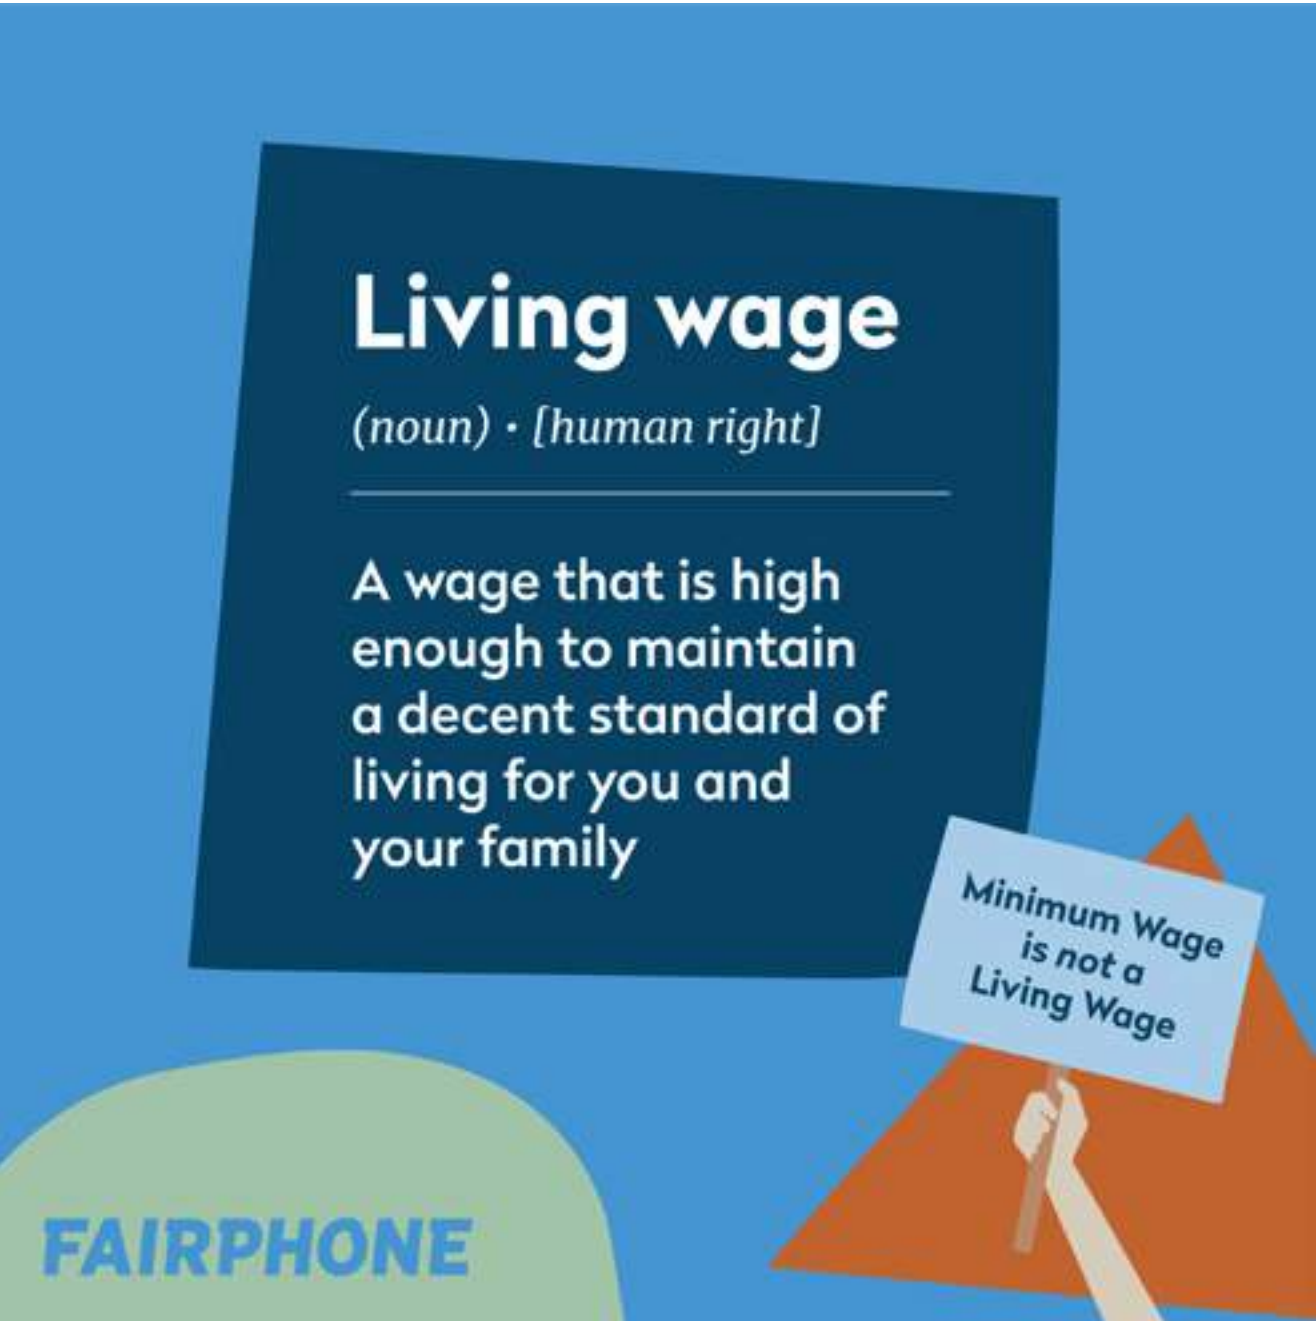 Living wage
(noun) • [human right]
A wage that is high
enough to maintain
a decent standard of
living for you and
your family
Minimum Wage
is not a
Living Wage
FAIRPHONE